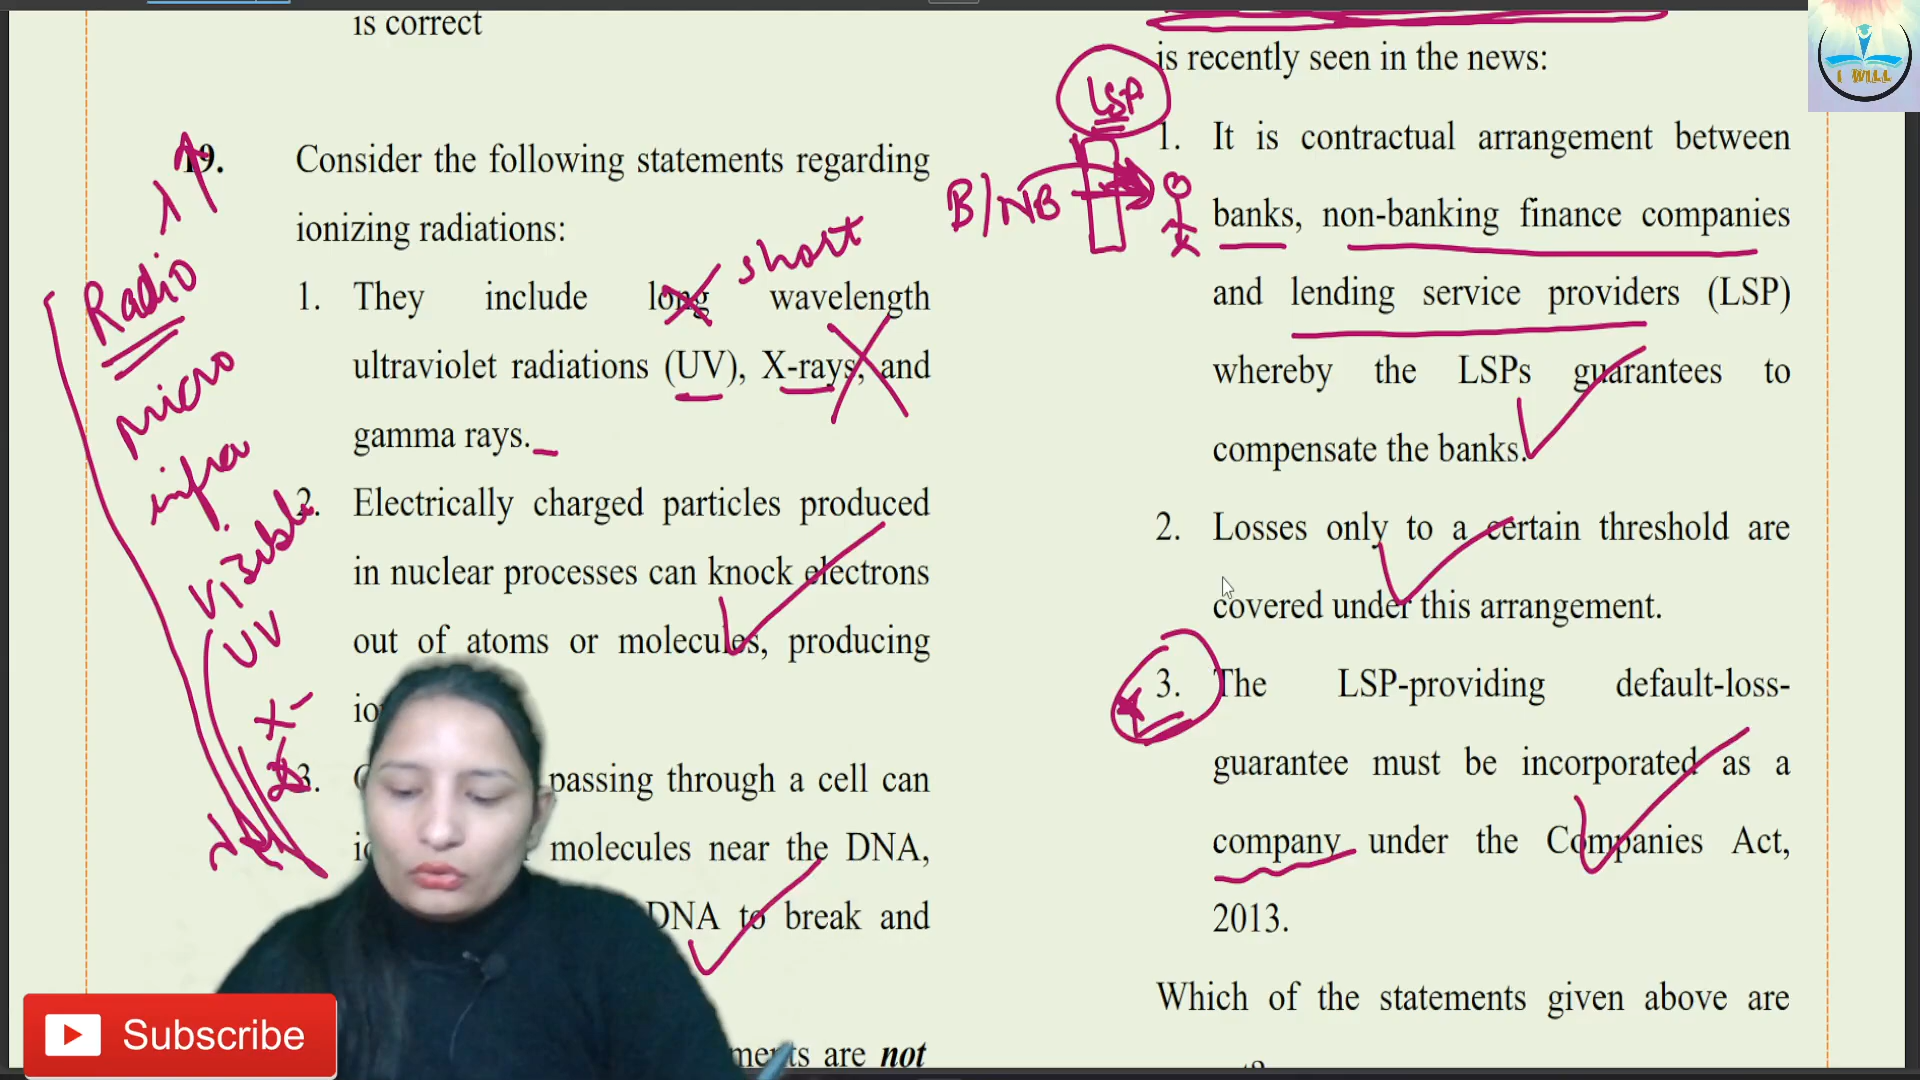 is correct
19. Consider the following statements regarding
ionizing radiations:
1. They include long wavelength
short
ultraviolet radiations (UV), X-rays, and
gamma rays.
2. Electrically charged particles produced
in nuclear processes can knock electrons
out of atoms or molecules, producing
3. passing through a cell can
molecules near the DNA,
DNA to break and
are not
λ
Radio
micro
infra
visible
UV
X-
is recently seen in the news:
LSP
B/NB
1. It is contractual arrangement between
banks, non-banking finance companies
and lending service providers (LSP)
whereby the LSPs guarantees to
compensate the banks.
2. Losses only to a certain threshold are
covered under this arrangement.
3. The LSP-providing default-loss-
guarantee must be incorporated as a
company under the Companies Act,
2013.
Which of the statements given above are
I WILL
Subscribe